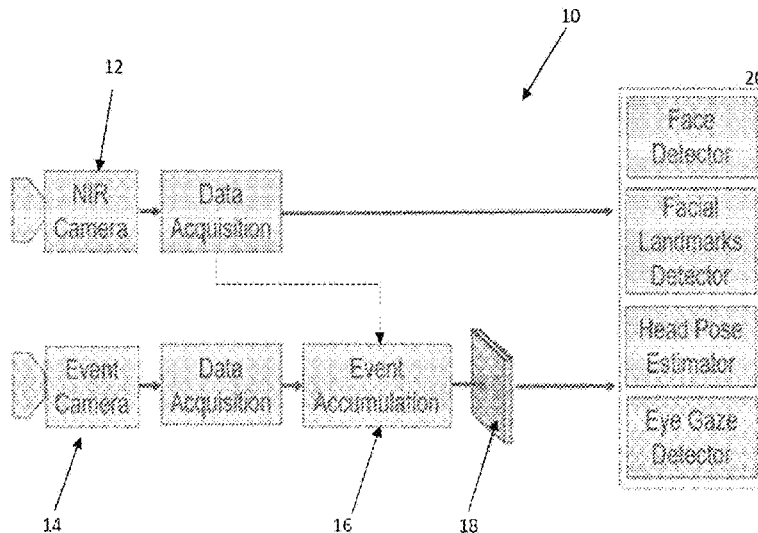 10
12
20
Face
Detector
NIR
Camera
Data
Acquisition
Facial
Landmarks
Detector
Head Pose
Estimator
Event
Camera
Data
Acquisition
Event
Accumulation
Eye Gaze
Detector
14
16
18